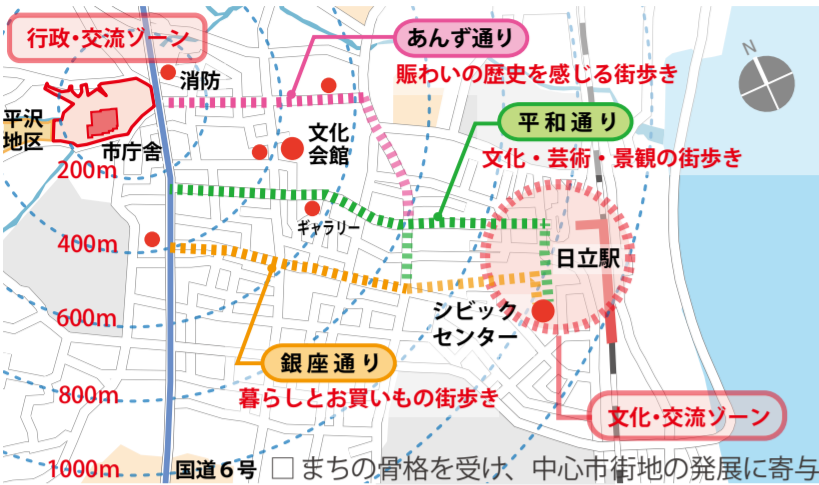 行政・交流ゾーン
あんず通り
賑わいの歴史を感じる街歩き
N
消防
平沢
地区
市庁舎
文化
会館
平和通り
文化・芸術・景観の街歩き
200m
ギャラリー
400m
日立駅
600m
シビック
センター
銀座通り
暮らしとお買いもの街歩き
800m
文化・交流ゾーン
1000m
国道6号
□まちの骨格を受け、中心市街地の発展に寄与